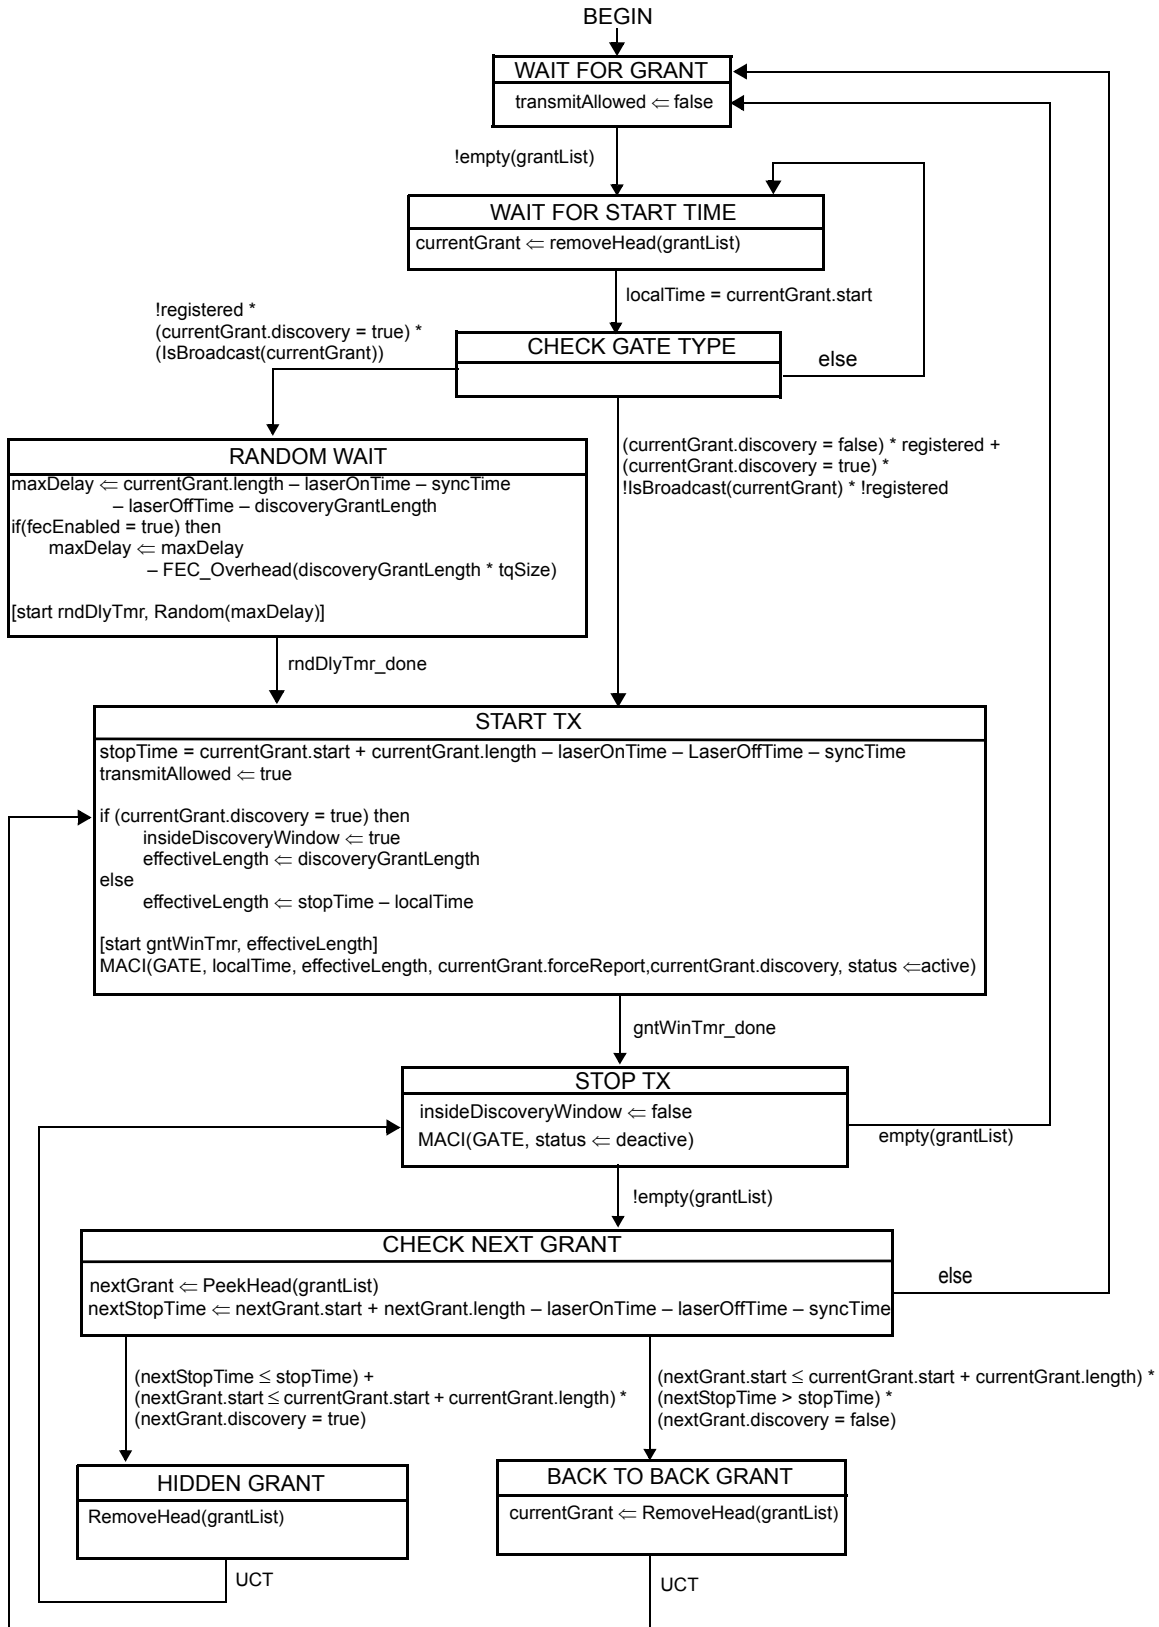 BEGIN
WAIT FOR GRANT
transmitAllowed ⇐ false
!empty(grantList)
WAIT FOR START TIME
currentGrant ⇐ removeHead(grantList)
localTime = currentGrant.start
!registered *
(currentGrant.discovery = true) *
(IsBroadcast(currentGrant))
CHECK GATE TYPE
else
(currentGrant.discovery = false) * registered +
(currentGrant.discovery = true) *
!IsBroadcast(currentGrant) * !registered
RANDOM WAIT
maxDelay ⇐ currentGrant.length – laserOnTime – syncTime
– laserOffTime – discoveryGrantLength
if(fecEnabled = true) then
maxDelay ⇐ maxDelay
– FEC_Overhead(discoveryGrantLength * tqSize)
[start rndDlyTmr, Random(maxDelay)]
rndDlyTmr_done
START TX
stopTime = currentGrant.start + currentGrant.length – laserOnTime – LaserOffTime – syncTime
transmitAllowed ⇐ true
if (currentGrant.discovery = true) then
insideDiscoveryWindow ⇐ true
effectiveLength ⇐ discoveryGrantLength
else
effectiveLength ⇐ stopTime – localTime
[start gntWinTmr, effectiveLength]
MACI(GATE, localTime, effectiveLength, currentGrant.forceReport,currentGrant.discovery, status ⇐active)
gntWinTmr_done
STOP TX
insideDiscoveryWindow ⇐ false
MACI(GATE, status ⇐ deactive)
empty(grantList)
!empty(grantList)
CHECK NEXT GRANT
nextGrant ⇐ PeekHead(grantList)
nextStopTime ⇐ nextGrant.start + nextGrant.length – laserOnTime – laserOffTime – syncTime
else
(nextStopTime ≤ stopTime) +
(nextGrant.start ≤ currentGrant.start + currentGrant.length) *
(nextGrant.discovery = true)
(nextGrant.start ≤ currentGrant.start + currentGrant.length) *
(nextStopTime > stopTime) *
(nextGrant.discovery = false)
HIDDEN GRANT
RemoveHead(grantList)
UCT
BACK TO BACK GRANT
currentGrant ⇐ RemoveHead(grantList)
UCT